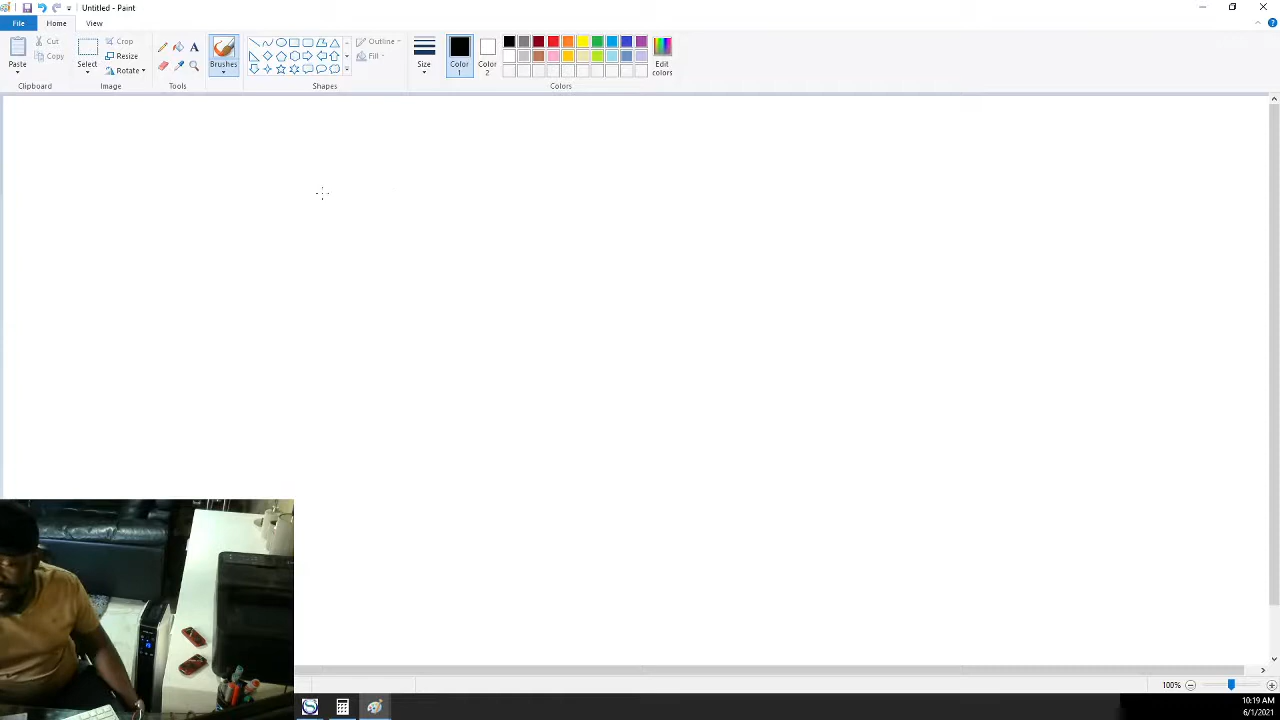 Untitled - Paint
File Home View
Paste
Cut
Copy
Clipboard
Select
Crop
Resize
Rotate
Image
A
Tools
Brushes
Outline
Fill
Shapes
Size
Color 1
Color 2
Edit colors
Colors
100%
10:19 AM
6/1/2021